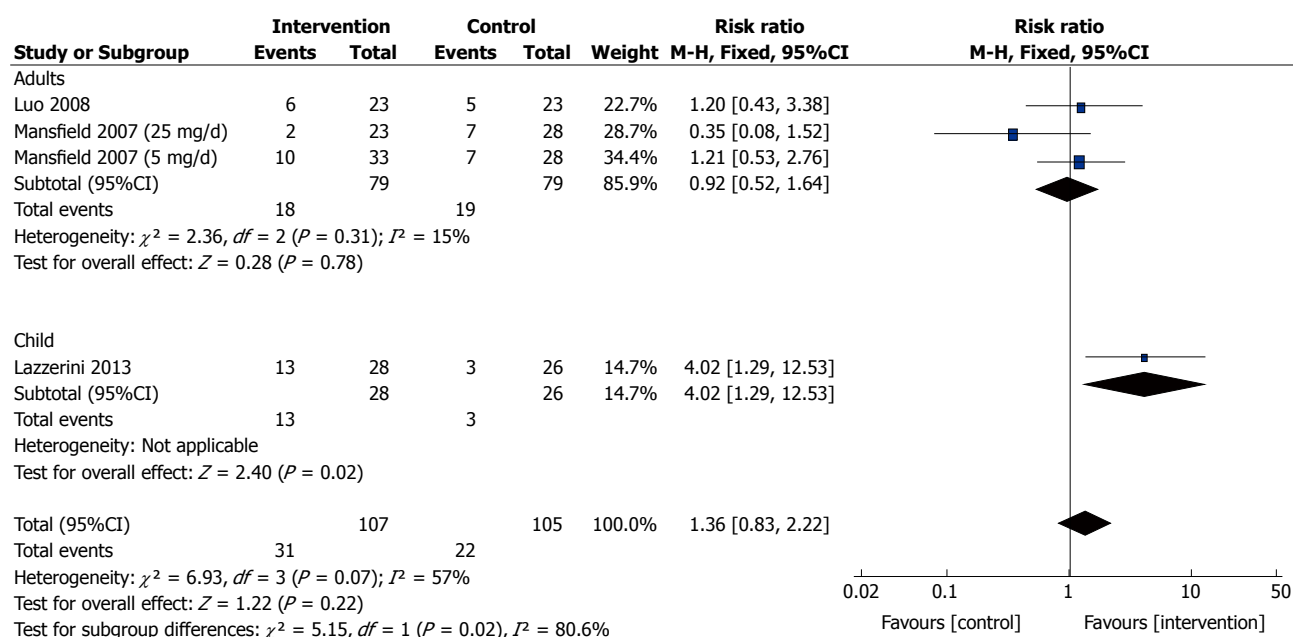 Intervention Control Risk ratio Risk ratio
Study or Subgroup Events Total Events Total Weight M-H, Fixed, 95%CI M-H, Fixed, 95%CI
Adults
Luo 2008 6 23 5 23 22.7% 1.20 [0.43, 3.38]
Mansfield 2007 (25 mg/d) 2 23 7 28 28.7% 0.35 [0.08, 1.52]
Mansfield 2007 (5 mg/d) 10 33 7 28 34.4% 1.21 [0.53, 2.76]
Subtotal (95%CI) 79 79 85.9% 0.92 [0.52, 1.64]
Total events 18 19
Heterogeneity: χ² = 2.36, df = 2 (P = 0.31); I² = 15%
Test for overall effect: Z = 0.28 (P = 0.78)
Child
Lazzerini 2013 13 28 3 26 14.7% 4.02 [1.29, 12.53]
Subtotal (95%CI) 28 26 14.7% 4.02 [1.29, 12.53]
Total events 13 3
Heterogeneity: Not applicable
Test for overall effect: Z = 2.40 (P = 0.02)
Total (95%CI) 107 105 100.0% 1.36 [0.83, 2.22]
Total events 31 22
Heterogeneity: χ² = 6.93, df = 3 (P = 0.07); I² = 57%
Test for overall effect: Z = 1.22 (P = 0.22)
Test for subgroup differences: χ² = 5.15, df = 1 (P = 0.02), I² = 80.6%
0.02 0.1 1 10 50
Favours [control] Favours [intervention]